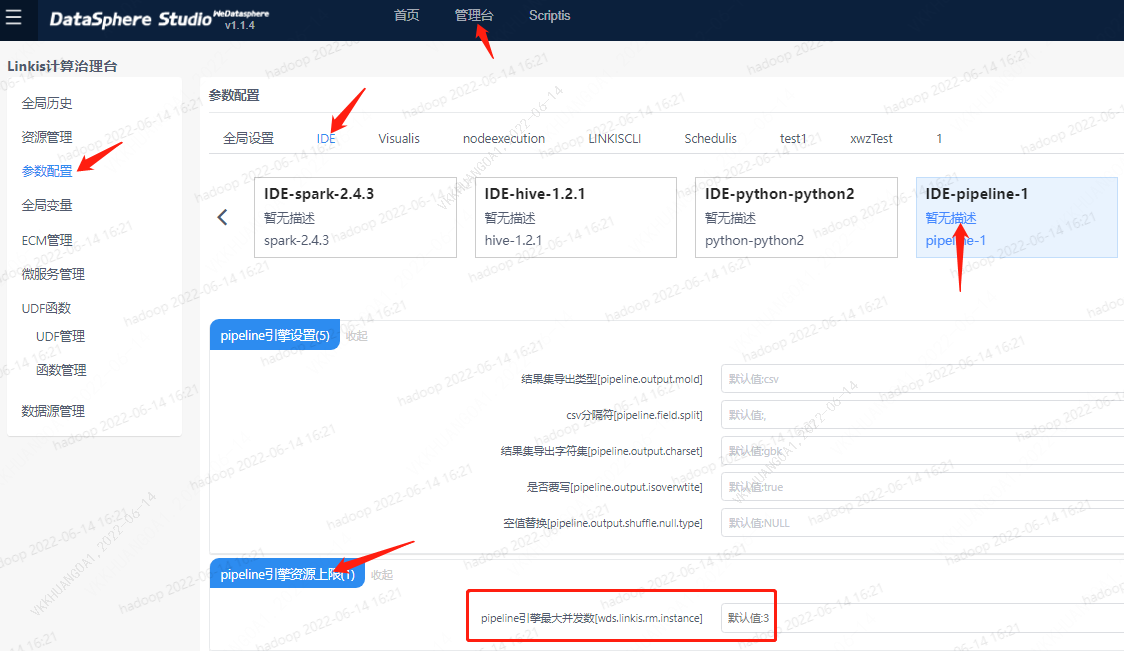 DataSphere Studio WeDatasphere
v1.1.4
首页 管理台 Scriptis
Linkis计算治理台
全局历史
资源管理
参数配置
全局变量
ECM管理
微服务管理
UDF函数
UDF管理
函数管理
数据源管理
参数配置
全局设置 IDE Visualis nodeexecution LINKISCLI Schedulis test1 xwzTest 1
IDE-spark-2.4.3
暂无描述
spark-2.4.3
IDE-hive-1.2.1
暂无描述
hive-1.2.1
IDE-python-python2
暂无描述
python-python2
IDE-pipeline-1
暂无描述
pipeline-1
pipeline引擎设置(5) 收起
结果集导出类型[pipeline.output.mold] 默认值:csv
csv分隔符[pipeline.field.split] 默认值:,
结果集导出字符集[pipeline.output.charset] 默认值:gbk
是否覆写[pipeline.output.isoverwtite] 默认值:true
空值替换[pipeline.output.shuffle.null.type] 默认值:NULL
pipeline引擎资源上限(1) 收起
pipeline引擎最大并发数[wds.linkis.rm.instance] 默认值:3
hadoop 2022-06-14 16:21